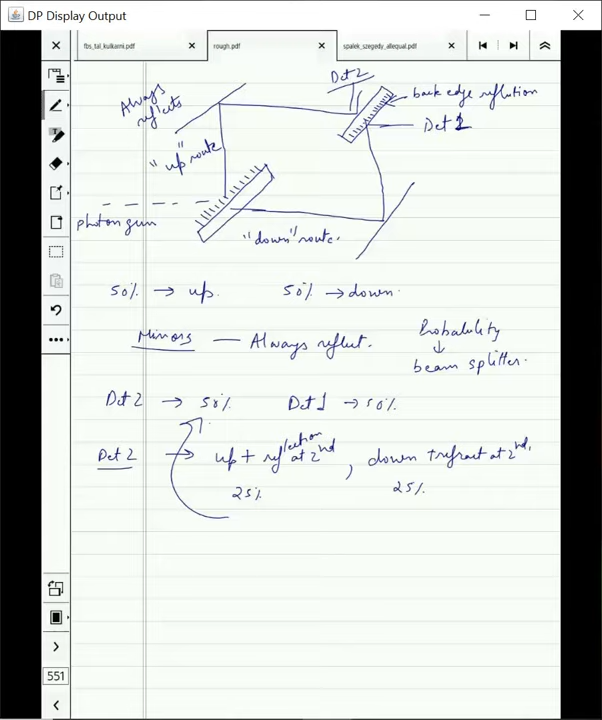 DP Display Output
fbs_tal_kulkarni.pdf
rough.pdf
spalek_szegedy_allequal.pdf
Det 2
Always
reflects
back edge reflution
Det 1
"up" route
photon gun
"down" route.
50% → up. 50% → down.
Mirrors — Always reflect.
Probability
↓
beam splitter.
Det 2 → 50% Det 1 → 50%.
Det 2 → up + reflection at 2nd, down + refract at 2nd.
25% 25%.
551